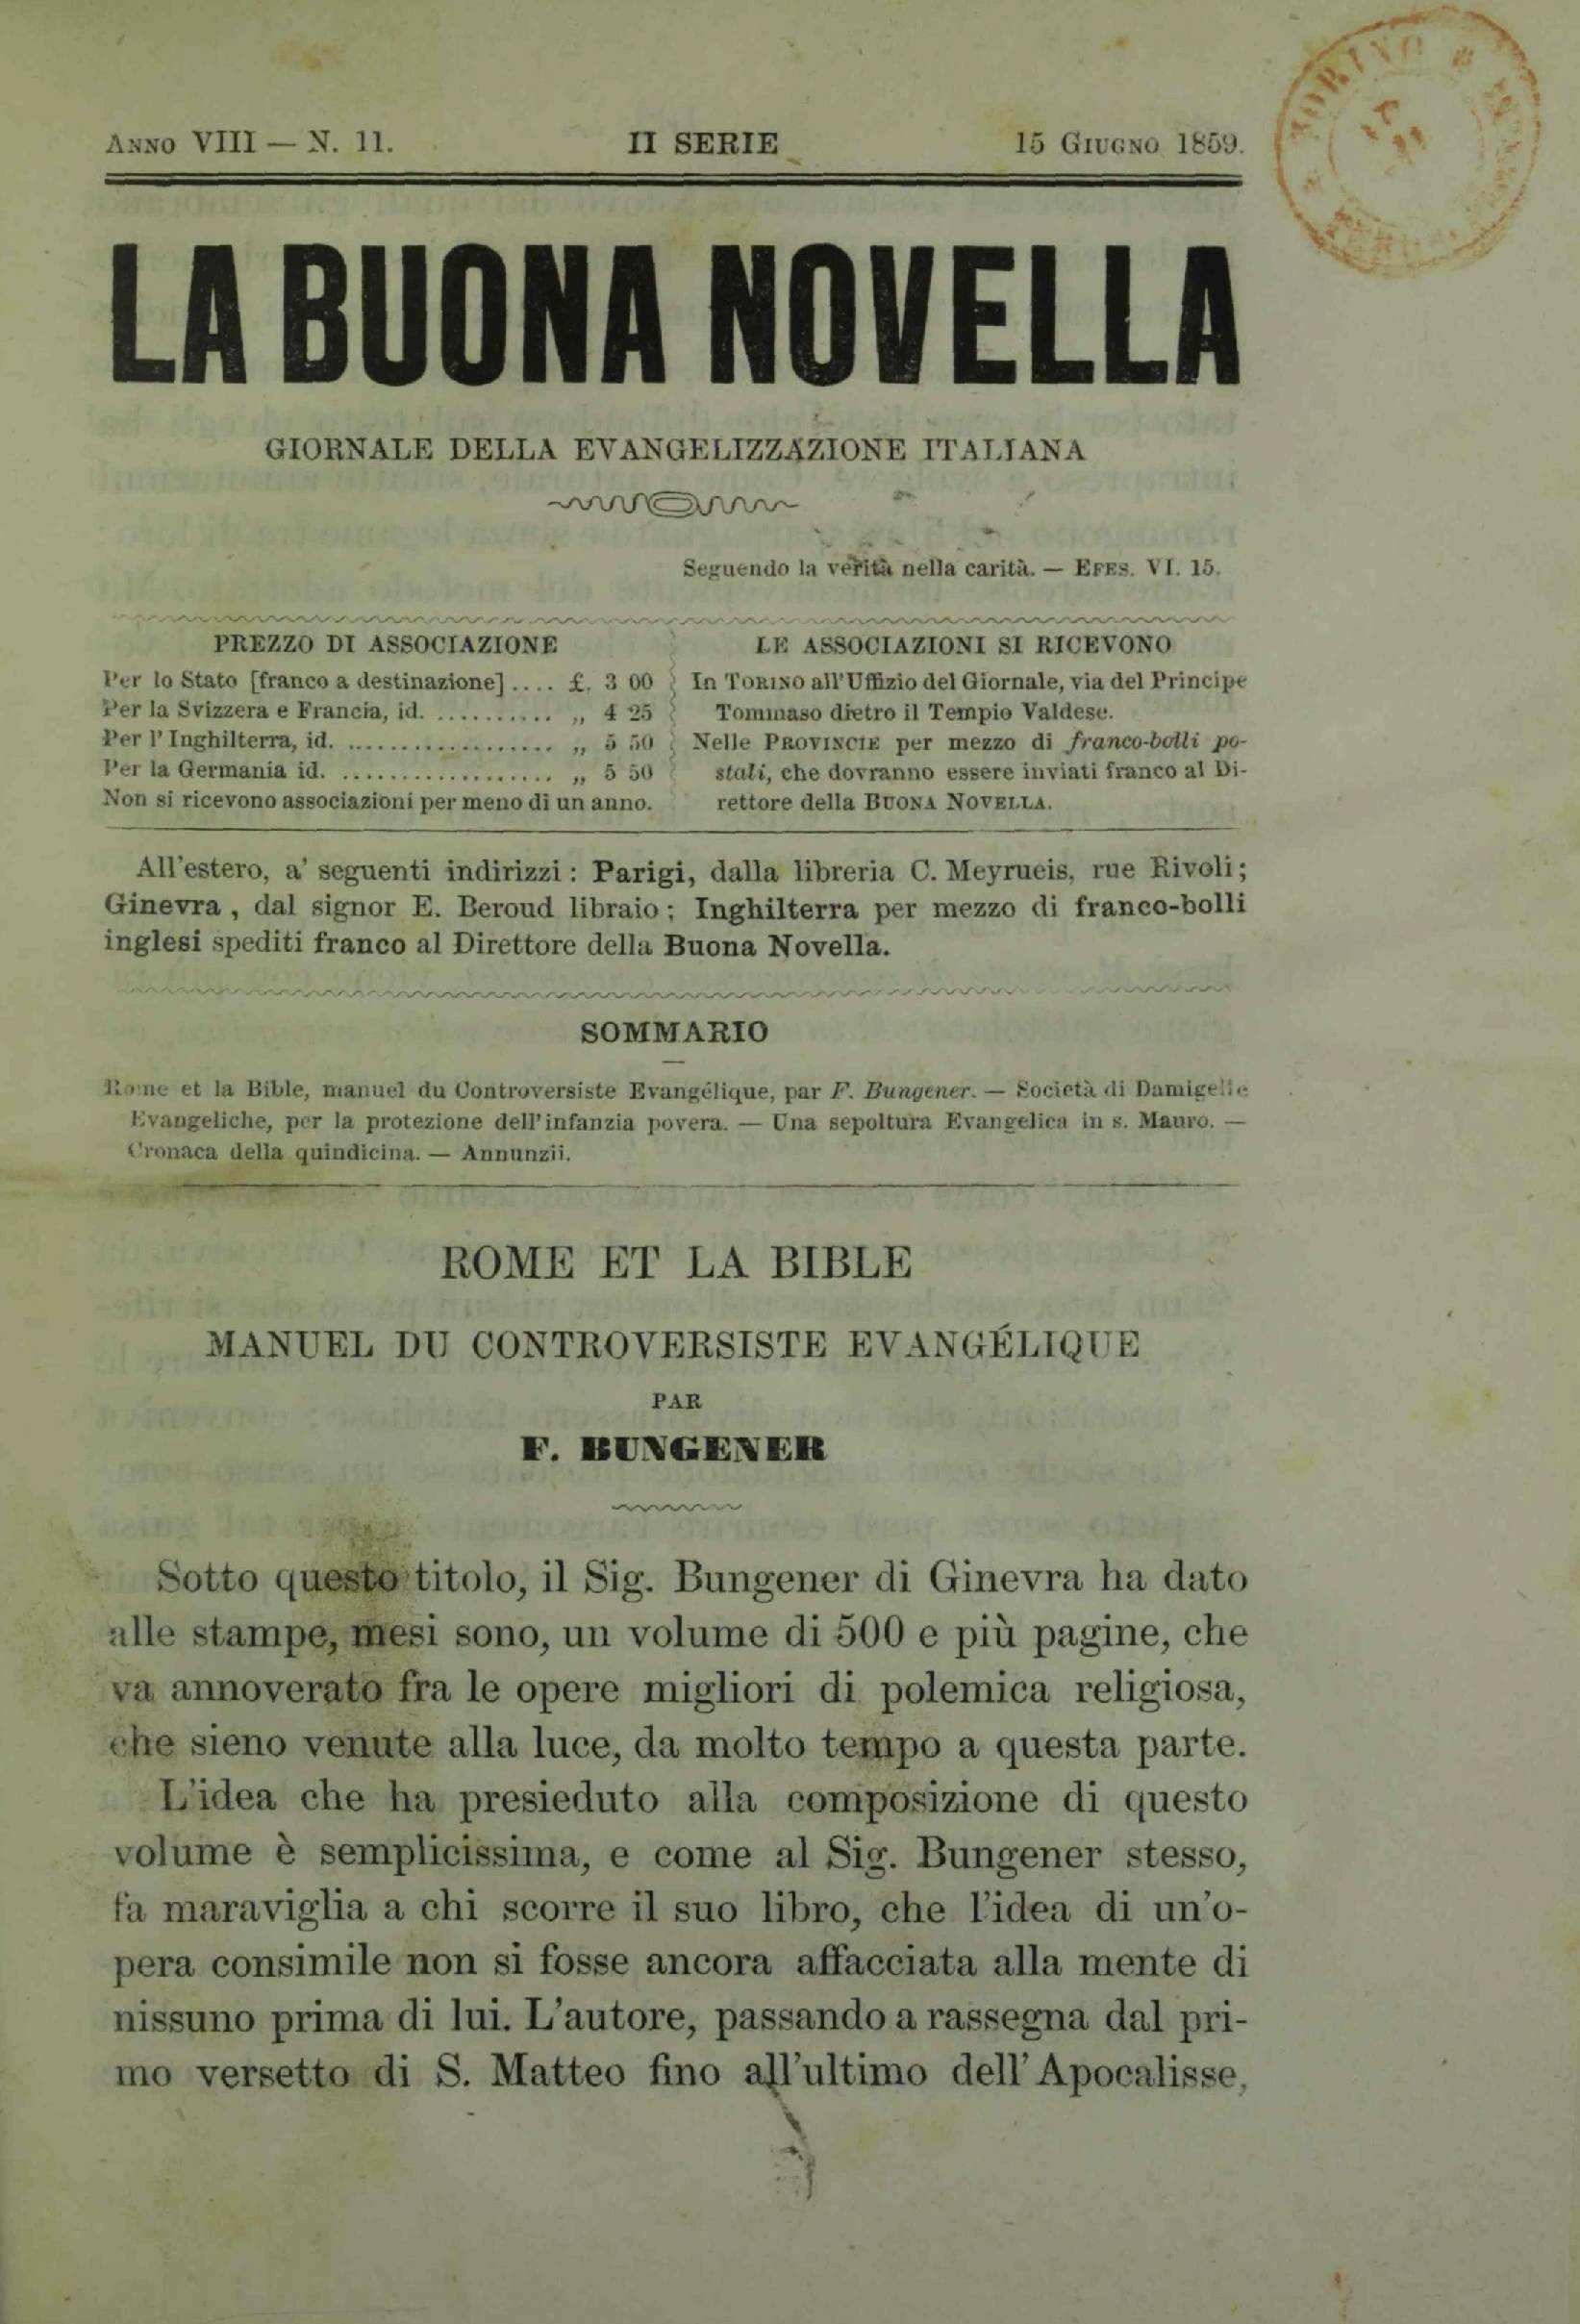 ANNO VIII — N. 11. II SERIE 15 GIUGNO 1859.
LA BUONA NOVELLA
GIORNALE DELLA EVANGELIZZAZIONE ITALIANA
Seguendo la verità nella carità. — EFES. VI. 15.
PREZZO DI ASSOCIAZIONE
Per lo Stato [franco a destinazione] .... £. 3 00
Per la Svizzera e Francia, id. .......... „ 4 25
Per l'Inghilterra, id. .................. „ 5 50
Per la Germania id. .................. „ 5 50
Non si ricevono associazioni per meno di un anno.
LE ASSOCIAZIONI SI RICEVONO
In TORINO all'Uffizio del Giornale, via del Principe
Tommaso dietro il Tempio Valdese.
Nelle PROVINCIE per mezzo di franco-bolli po-
stali, che dovranno essere inviati franco al Di-
rettore della BUONA NOVELLA.
All'estero, a' seguenti indirizzi: Parigi, dalla libreria C. Meyrueis, rue Rivoli;
Ginevra, dal signor E. Beroud libraio; Inghilterra per mezzo di franco-bolli
inglesi spediti franco al Direttore della Buona Novella.
SOMMARIO
Rome et la Bible, manuel du Controversiste Evangélique, par F. Bungener. — Società di Damigelle
Evangeliche, per la protezione dell'infanzia povera. — Una sepoltura Evangelica in s. Mauro. —
Cronaca della quindicina. — Annunzii.
ROME ET LA BIBLE
MANUEL DU CONTROVERSISTE EVANGÉLIQUE
PAR
F. BUNGENER
Sotto questo titolo, il Sig. Bungener di Ginevra ha dato
alle stampe, mesi sono, un volume di 500 e più pagine, che
va annoverato fra le opere migliori di polemica religiosa,
che sieno venute alla luce, da molto tempo a questa parte.
L'idea che ha presieduto alla composizione di questo
volume è semplicissima, e come al Sig. Bungener stesso,
fa maraviglia a chi scorre il suo libro, che l'idea di un'o-
pera consimile non si fosse ancora affacciata alla mente di
nissuno prima di lui. L'autore, passando a rassegna dal pri-
mo versetto di S. Matteo fino all'ultimo dell'Apocalisse,
TORINO